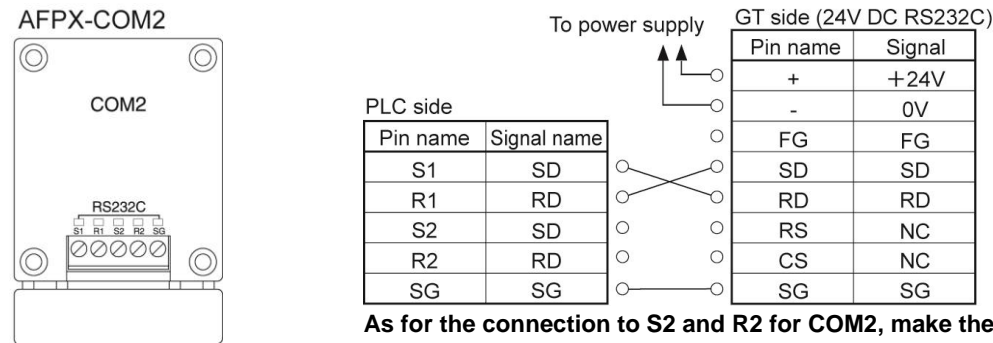 AFPX-COM2
COM2
RS232C
S1 R1 S2 R2 SG
To power supply
GT side (24V DC RS232C)
Pin name Signal
+ +24V
- 0V
FG FG
SD SD
RD RD
RS NC
CS NC
SG SG
PLC side
Pin name Signal name
S1 SD
R1 RD
S2 SD
R2 RD
SG SG
As for the connection to S2 and R2 for COM2, make the